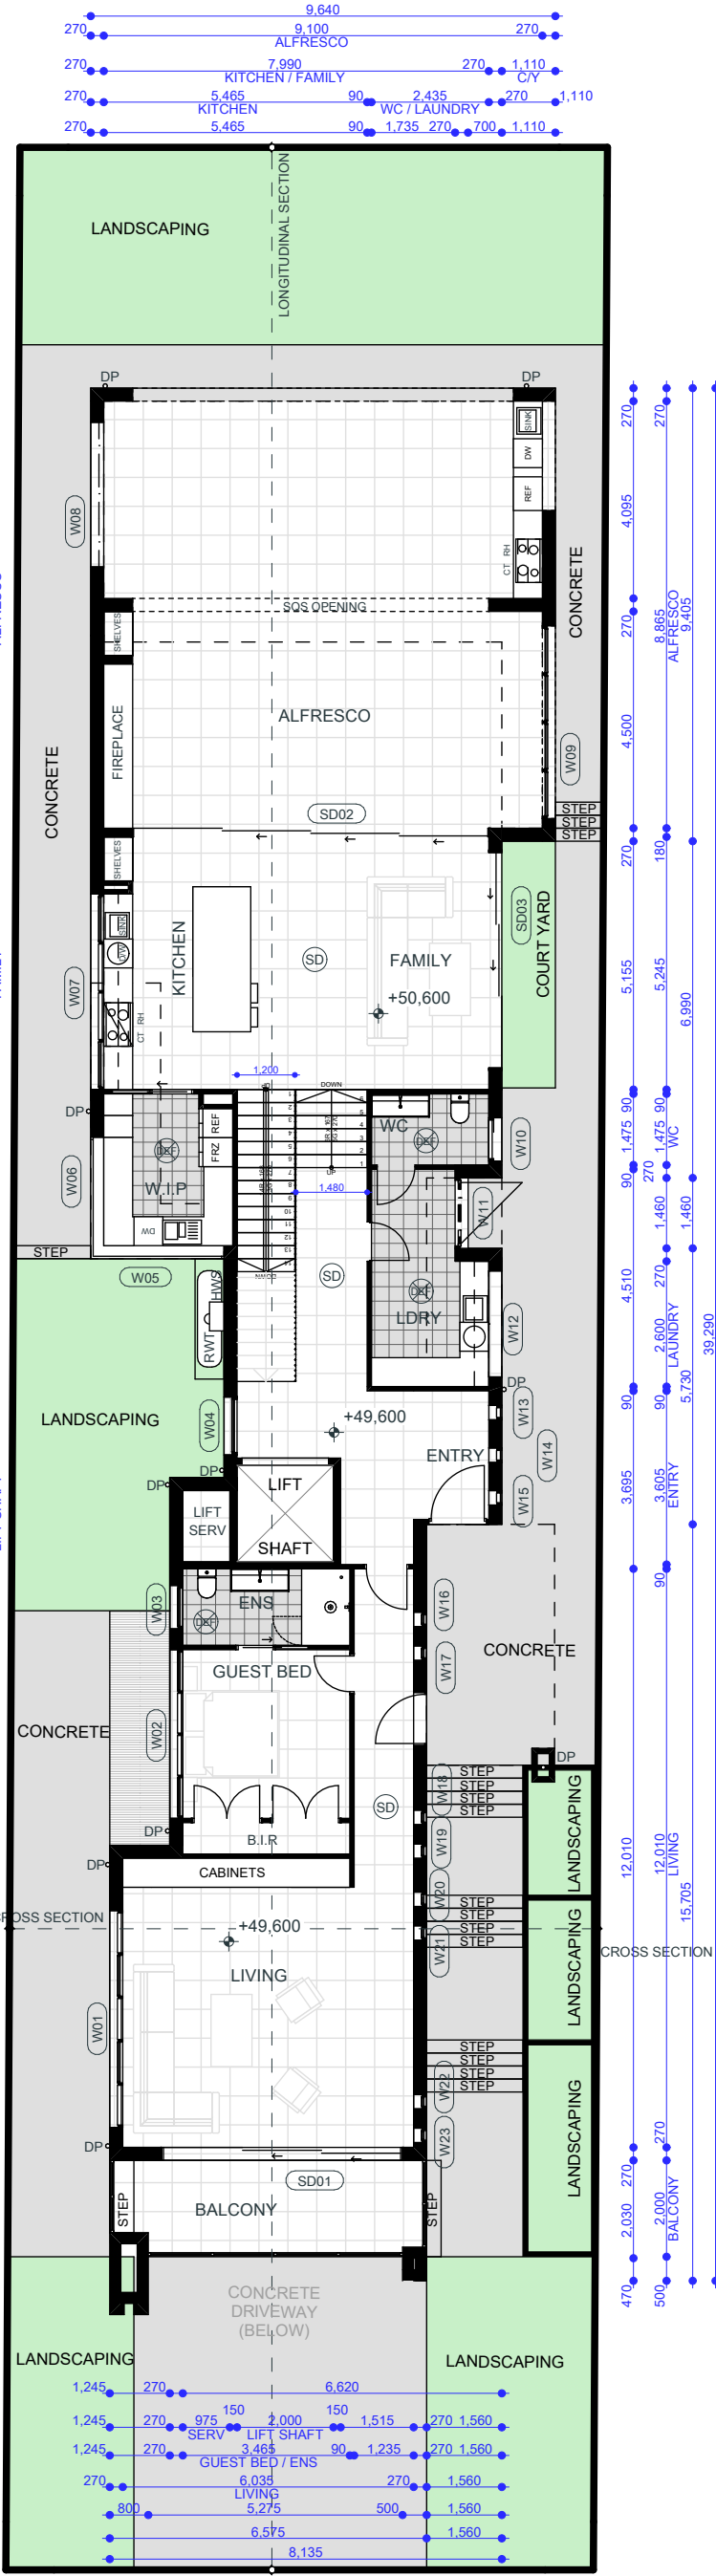 9,640
270 9,100 270
ALFRESCO
270 7,990 270 1,110
KITCHEN / FAMILY C/Y
270 5,465 90 2,435 270 1,110
KITCHEN WC / LAUNDRY
270 5,465 90 1,735 270 700 1,110
LANDSCAPING
LONGITUDINAL SECTION
DP
DP
SINK
DW
REF
CT RH
W08
CONCRETE
SQS OPENING
SHELVES
ALFRESCO
FIREPLACE
W09
CONCRETE
SD02
STEP
STEP
STEP
SHELVES
SINK
DW
CT RH
KITCHEN
SD
FAMILY
+50,600
SD03
COURT YARD
W07
1,200
DOWN
DP
REF
FRZ
W.I.P
DW
W06
UP
1,480
WC
W10
W11
STEP
W05
HWS
RWT
DOWN
SD
LDRY
W12
DP
LANDSCAPING
W04
+49,600
ENTRY
W13
W14
W15
DP
DP
LIFT
SHAFT
LIFT
SERV
ENS
W03
W16
W17
CONCRETE
GUEST BED
CONCRETE
W02
DP
B.I.R
SD
DP
W18
STEP
STEP
STEP
STEP
W19
LANDSCAPING
DP
CABINETS
W20
STEP
STEP
STEP
STEP
W21
LANDSCAPING
CROSS SECTION
+49,600
LIVING
W01
STEP
STEP
STEP
STEP
W22
W23
LANDSCAPING
DP
SD01
STEP
BALCONY
STEP
CONCRETE
DRIVEWAY
(BELOW)
LANDSCAPING
LANDSCAPING
270
4,095
270
4,500
270
5,155
90
1,475
90
4,510
90
3,695
12,010
270
2,030
470
270
8,865
ALFRESCO
180
5,245
90
1,475
WC
270
1,460
270
2,600
LAUNDRY
90
3,605
ENTRY
90
12,010
LIVING
270
2,000
BALCONY
500
9,405
6,990
1,460
5,730
15,705
39,290
1,245 270 6,620
150 150
1,245 270 975 2,000 1,515 270 1,560
SERV LIFT SHAFT
1,245 270 3,465 90 1,235 270 1,560
GUEST BED / ENS
270 6,035 270 1,560
LIVING
800 5,275 500 1,560
6,575 1,560
8,135